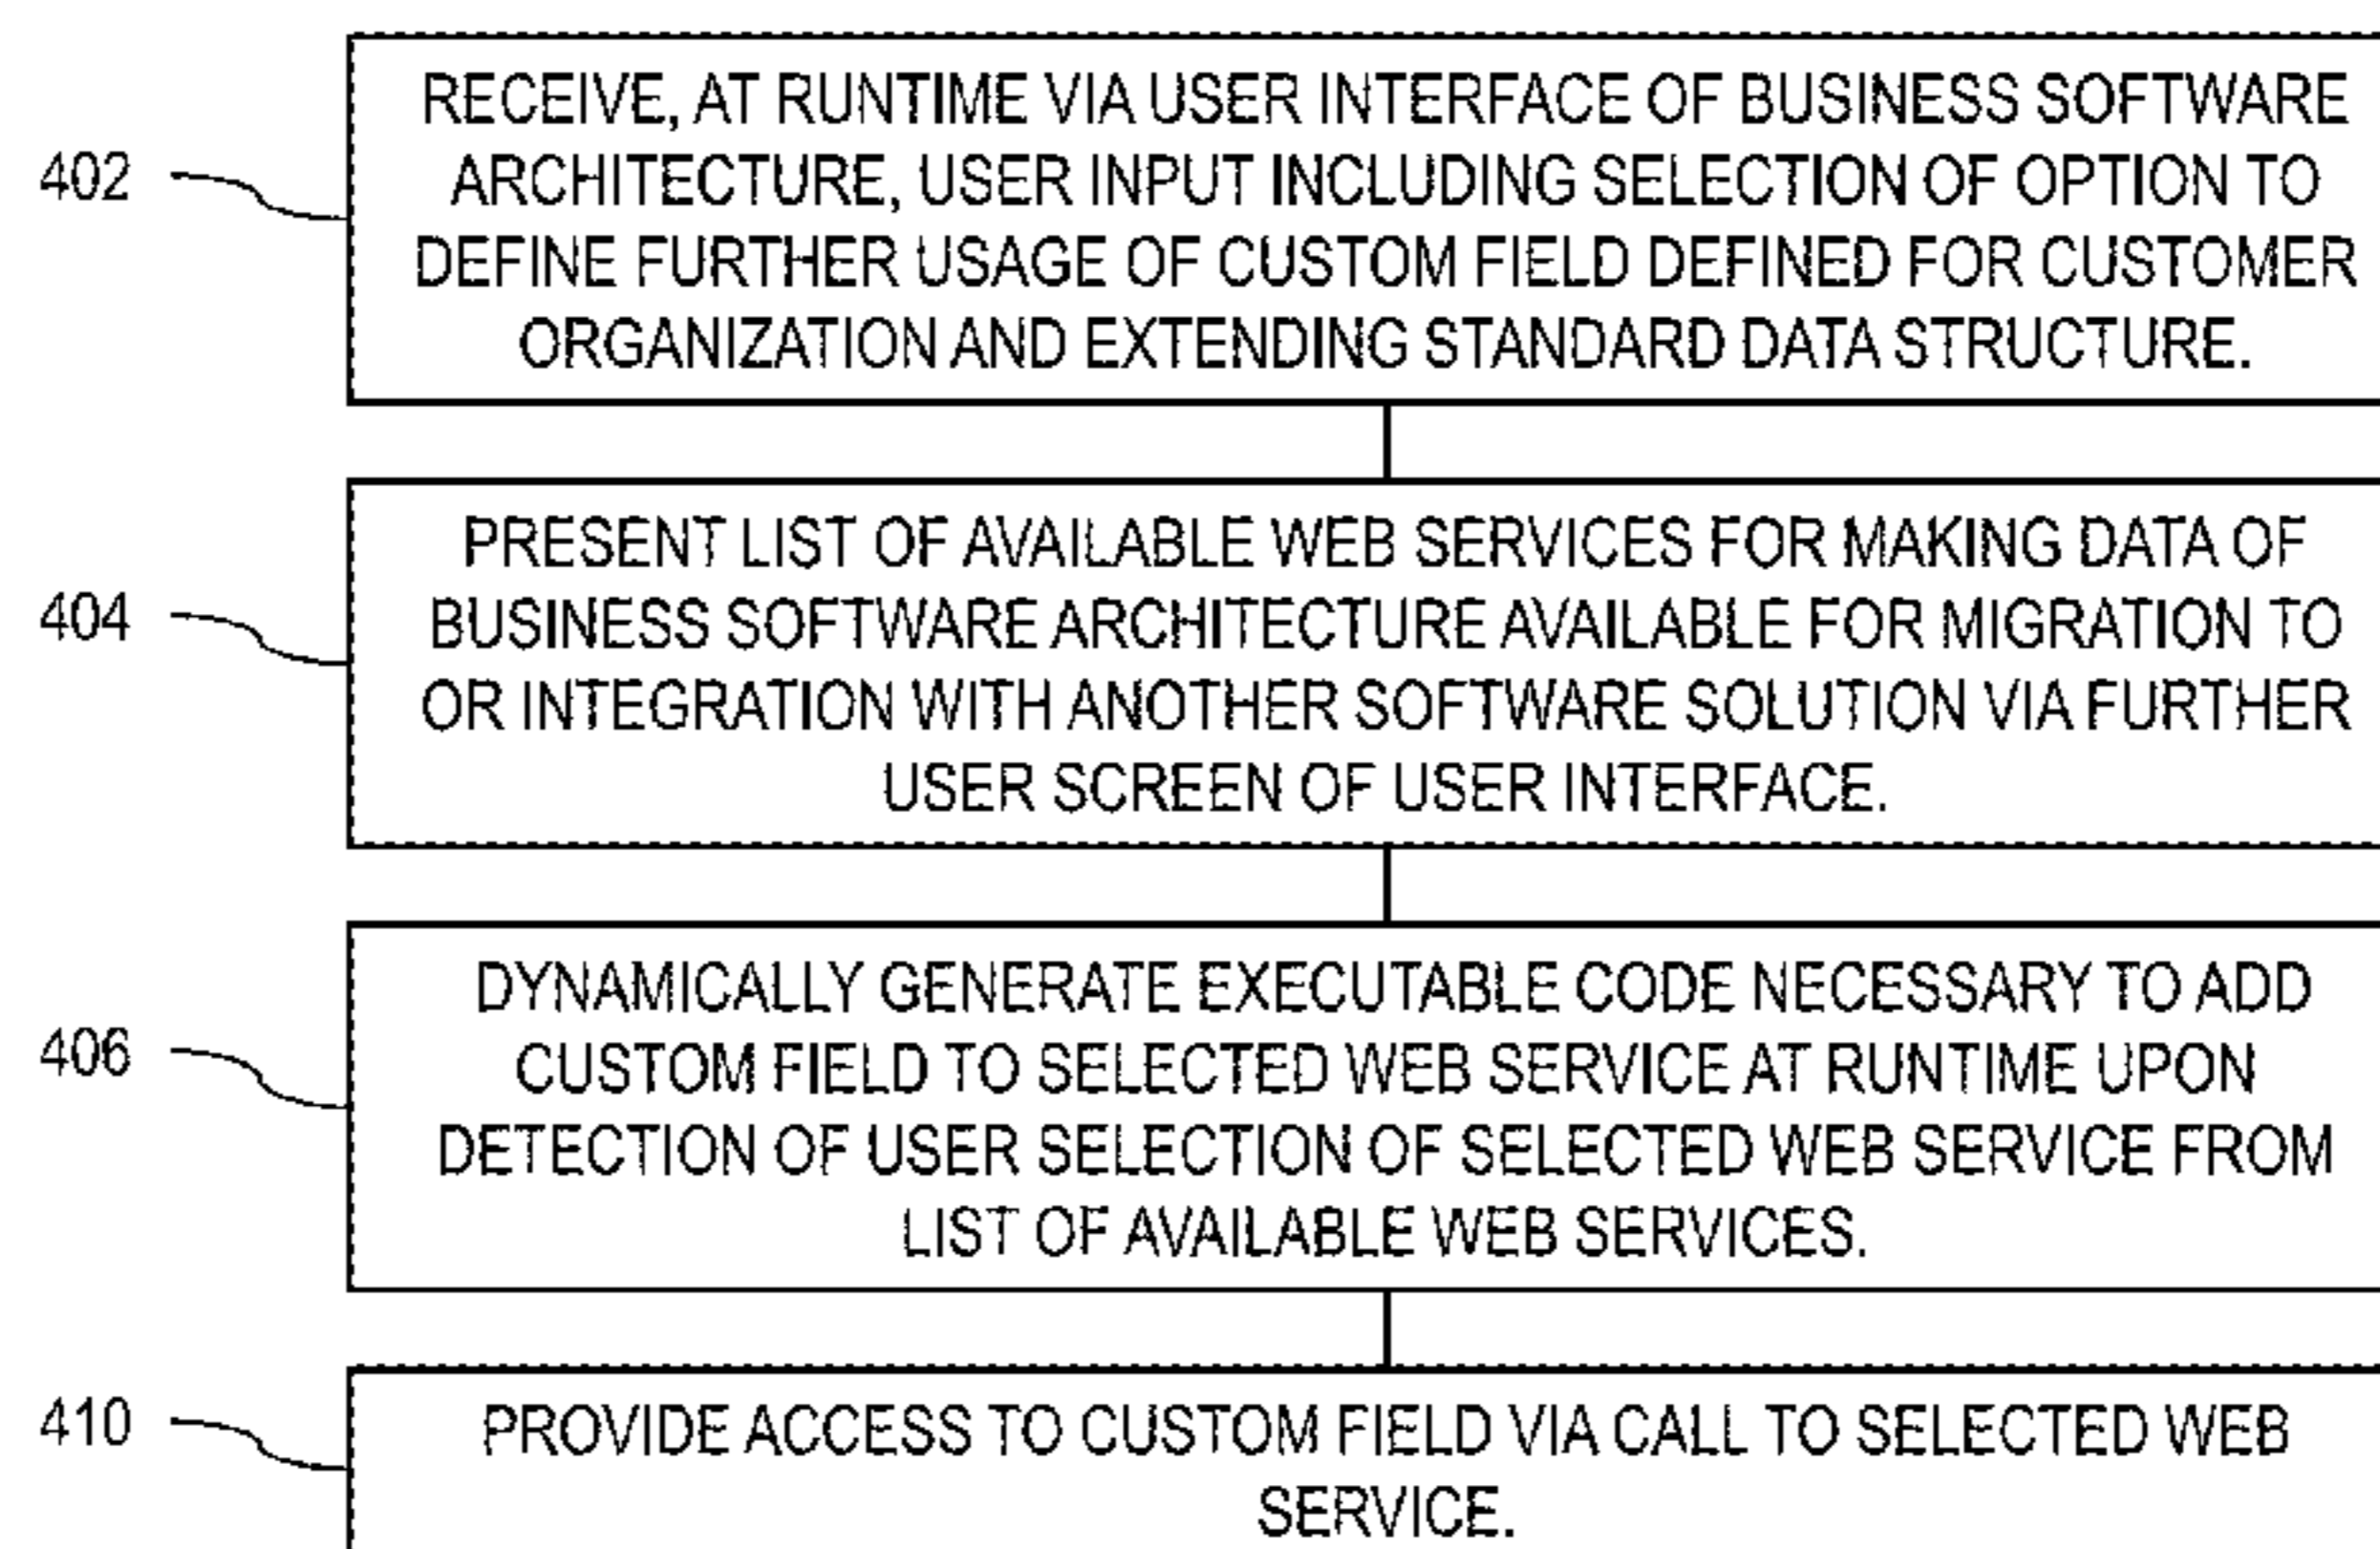 RECEIVE, AT RUNTIME VIA USER INTERFACE OF BUSINESS SOFTWARE
402
ARCHITECTURE, USER INPUT INCLUDING SELECTION OF OPTION TO
DEFINE FURTHER USAGE OF CUSTOM FIELD DEFINED FOR CUSTOMER
ORGANIZATION AND EXTENDING STANDARD DATA STRUCTURE.
PRESENT LIST OF AVAILABLE WEB SERVICES FOR MAKING DATA OF
404
BUSINESS SOFTWARE ARCHITECTURE AVAILABLE FOR MIGRATION TO
OR INTEGRATION WITH ANOTHER SOFTWARE SOLUTION VIA FURTHER
USER SCREEN OF USER INTERFACE.
DYNAMICALLY GENERATE EXECUTABLE CODE NECESSARY TO ADD
406
CUSTOM FIELD TO SELECTED WEB SERVICE AT RUNTIME UPON
DETECTION OF USER SELECTION OF SELECTED WEB SERVICE FROM
LIST OF AVAILABLE WEB SERVICES.
410
PROVIDE ACCESS TO CUSTOM FIELD VIA CALL TO SELECTED WEB
SERVICE.